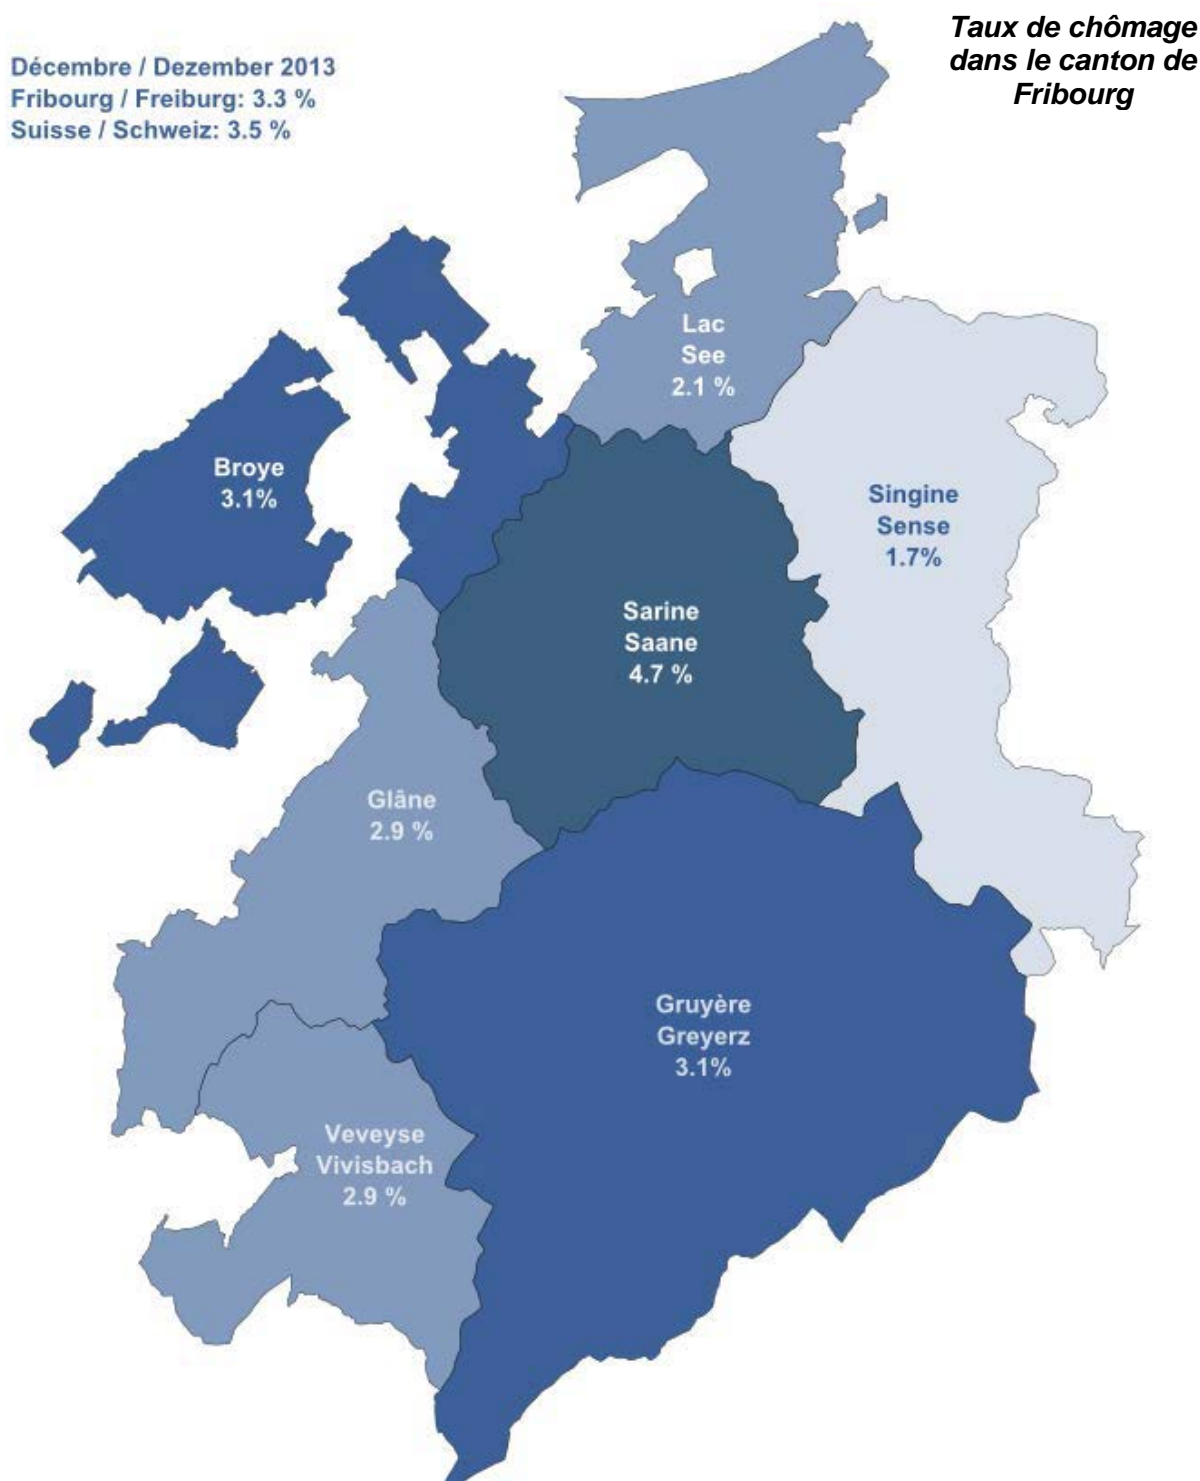 Taux de chômage
dans le canton de
Fribourg
Décembre / Dezember 2013
Fribourg / Freiburg: 3.3 %
Suisse / Schweiz: 3.5 %
Lac
See
2.1 %
Broye
3.1%
Singine
Sense
1.7%
Sarine
Saane
4.7 %
Glâne
2.9 %
Gruyère
Greyerz
3.1%
Veveyse
Vivisbach
2.9 %